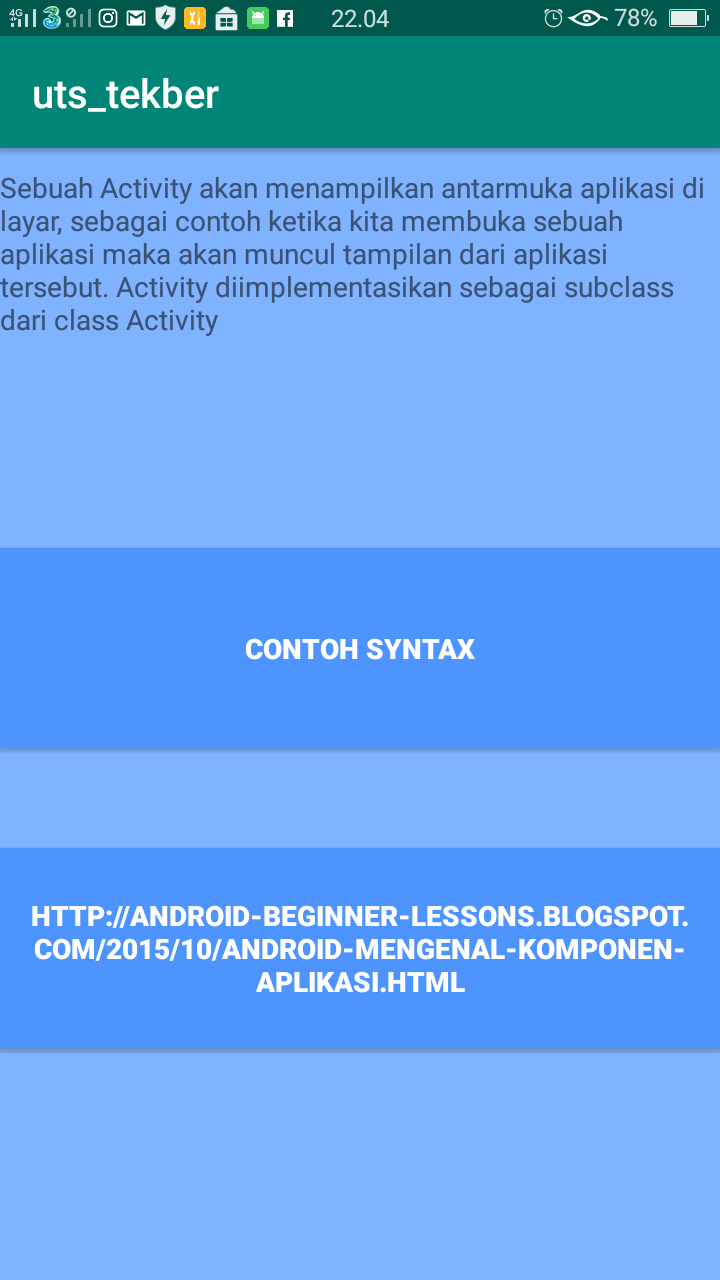 4G 22.04 78%
uts_tekber
Sebuah Activity akan menampilkan antarmuka aplikasi di
layar, sebagai contoh ketika kita membuka sebuah
aplikasi maka akan muncul tampilan dari aplikasi
tersebut. Activity diimplementasikan sebagai subclass
dari class Activity
CONTOH SYNTAX
HTTP://ANDROID-BEGINNER-LESSONS.BLOGSPOT.
COM/2015/10/ANDROID-MENGENAL-KOMPONEN-
APLIKASI.HTML